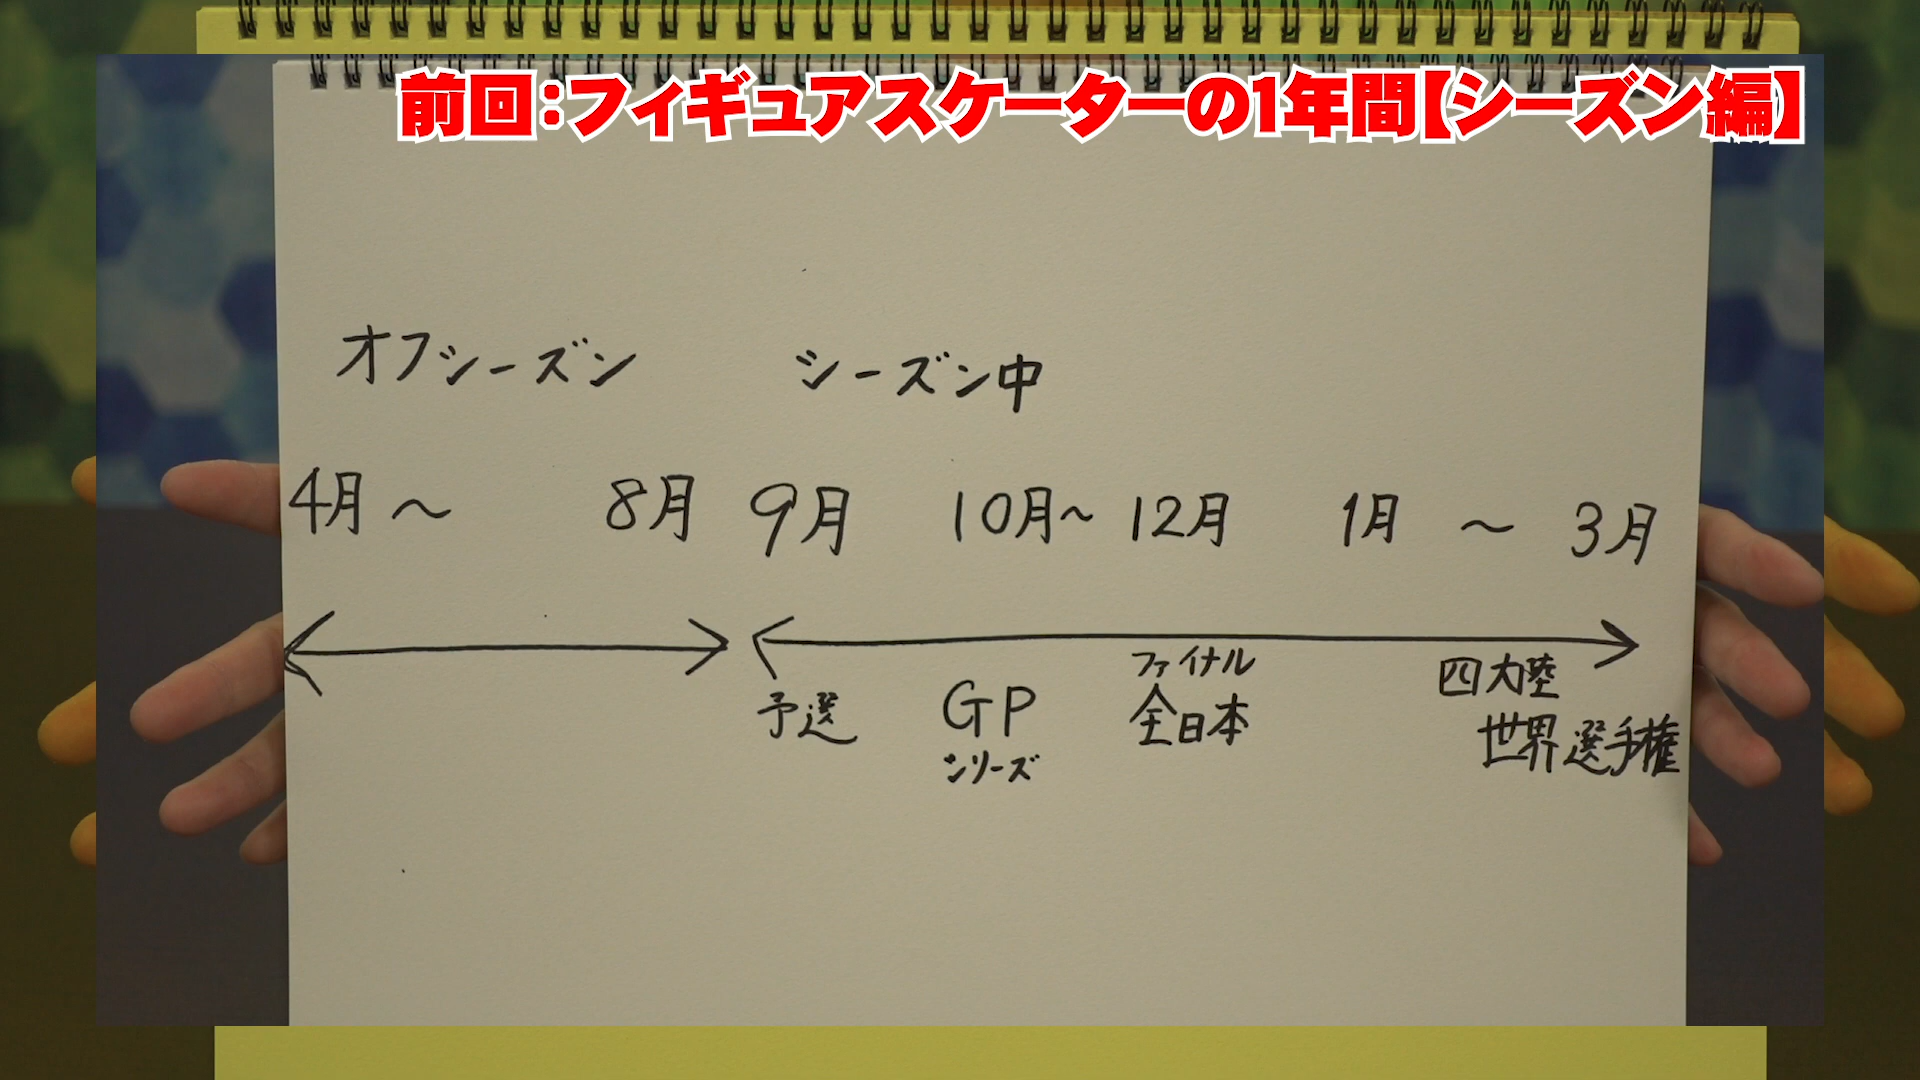 前回：フィギュアスケーターの1年間【シーズン編】
オフシーズン シーズン中
4月～ 8月 9月 10月～12月 1月 ～ 3月
予選 GP シリーズ ファイナル 全日本 四大陸 世界選手権